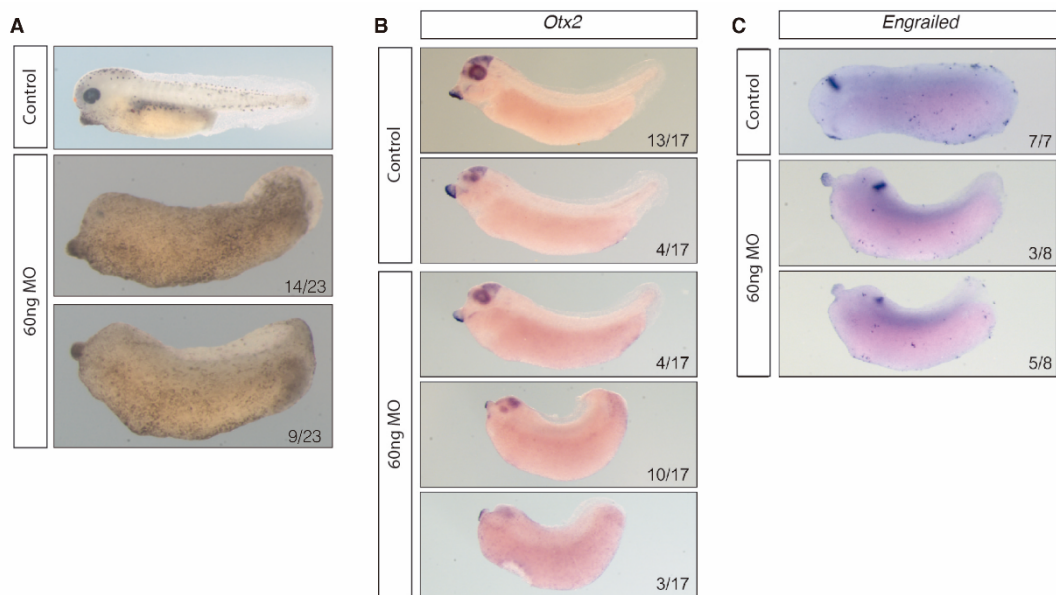 A
Control
60ng MO
14/23
9/23
B
Otx2
Control
13/17
4/17
60ng MO
4/17
10/17
3/17
C
Engrailed
Control
7/7
60ng MO
3/8
5/8